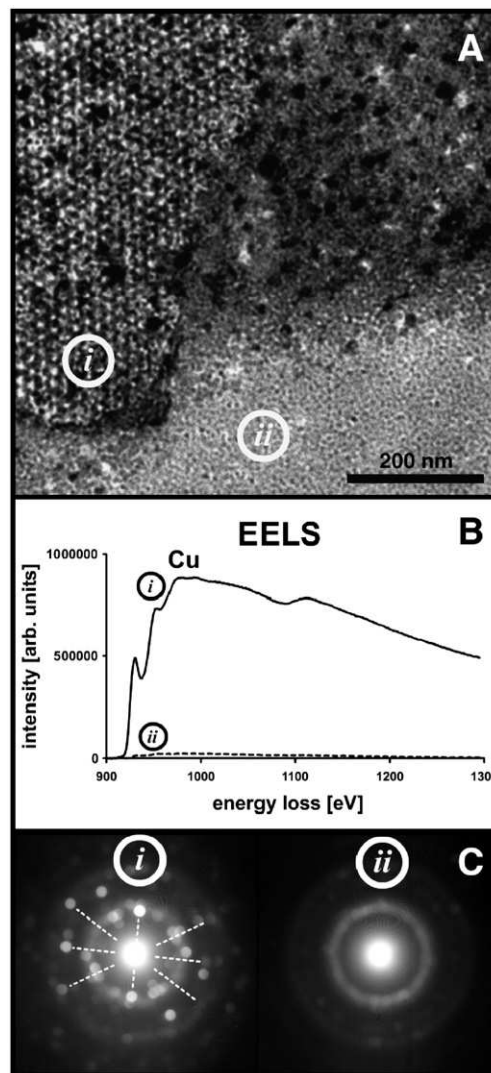 A
i
ii
200 nm
EELS
B
Cu
i
ii
1000000
500000
0
intensity [arb. units]
900
1000
1100
1200
130
energy loss [eV]
i
ii
C